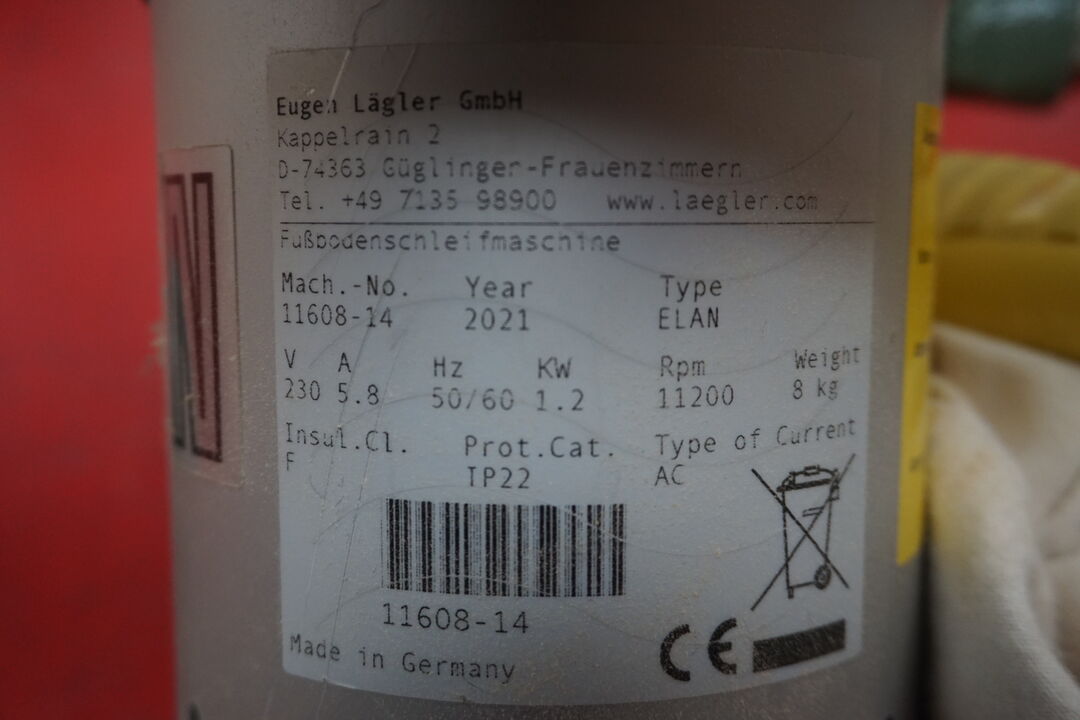 Eugen Lägler GmbH
Kappelrain 2
D-74363 Güglingen-Frauenzimmern
Tel. +49 7135 98900 www.laegler.com
Fußbodenschleifmaschine
Mach.-No. Year Type
11608-14 2021 ELAN
V A Hz KW Rpm Weight
230 5.8 50/60 1.2 11200 8 kg
Insul.Cl. Prot.Cat. Type of Current
F IP22 AC
11608-14
Made in Germany
CE